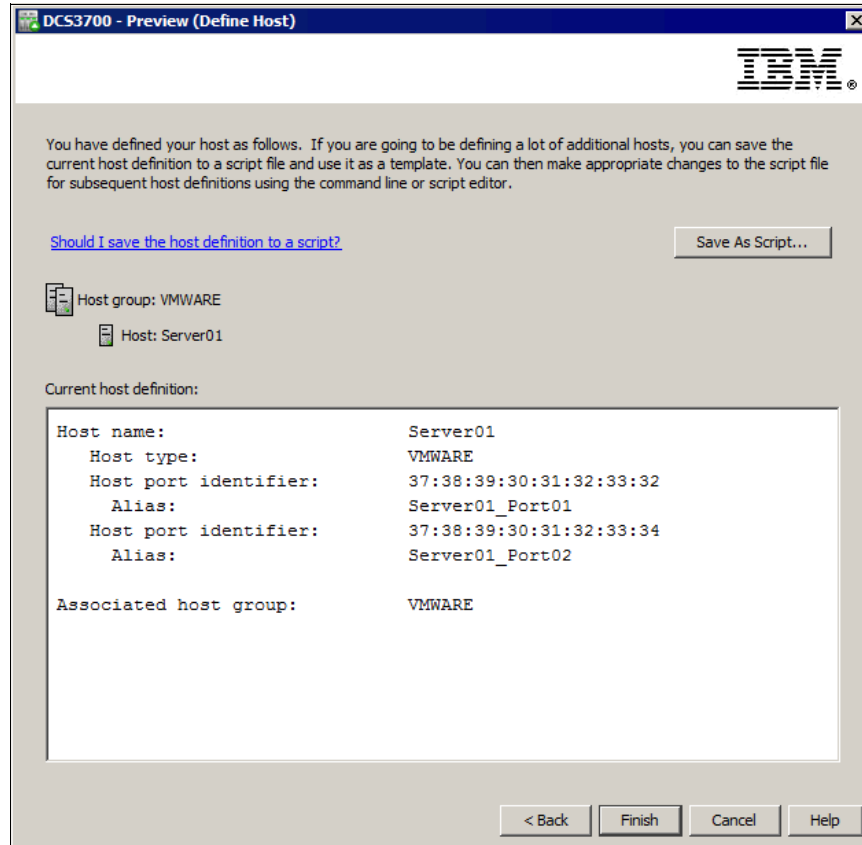 DCS3700 - Preview (Define Host)
IBM®
You have defined your host as follows. If you are going to be defining a lot of additional hosts, you can save the
current host definition to a script file and use it as a template. You can then make appropriate changes to the script file
for subsequent host definitions using the command line or script editor.
Should I save the host definition to a script? Save As Script...
Host group: VMWARE
Host: Server01
Current host definition:
Host name: Server01
Host type: VMWARE
Host port identifier: 37:38:39:30:31:32:33:32
Alias: Server01_Port01
Host port identifier: 37:38:39:30:31:32:33:34
Alias: Server01_Port02
Associated host group: VMWARE
< Back Finish Cancel Help